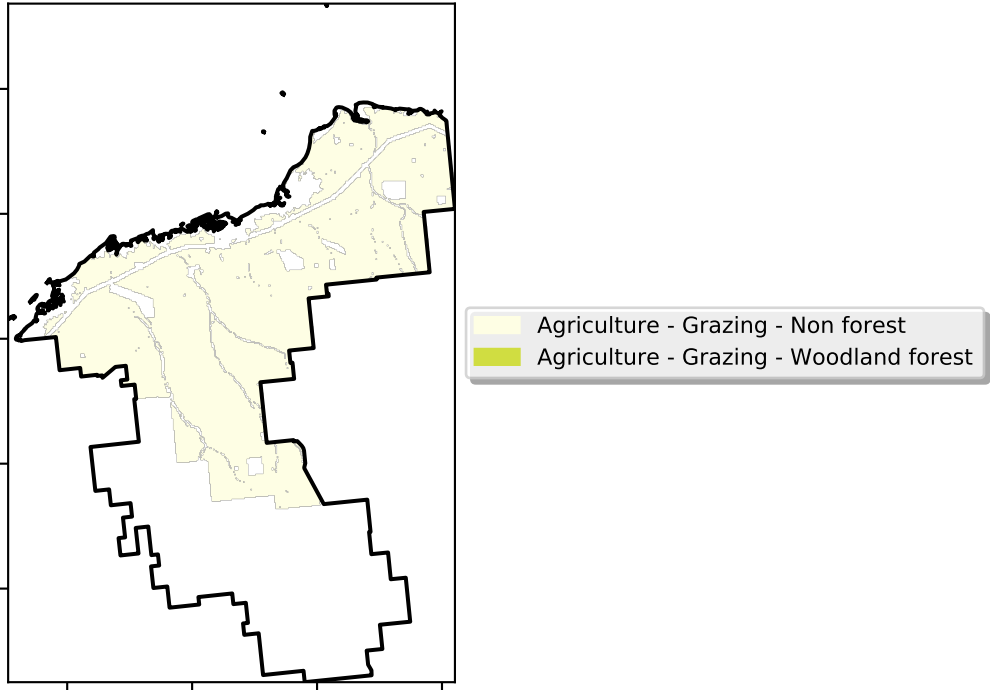 Agriculture - Grazing - Non forest
Agriculture - Grazing - Woodland forest